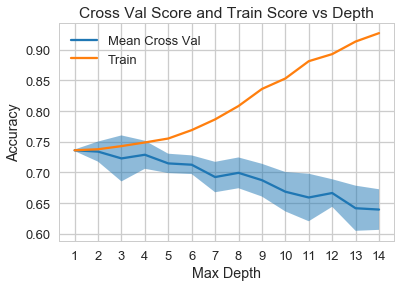 Cross Val Score and Train Score vs Depth
Mean Cross Val
Train
Accuracy
0.90
0.85
0.80
0.75
0.70
0.65
0.60
1 2 3 4 5 6 7 8 9 10 11 12 13 14
Max Depth